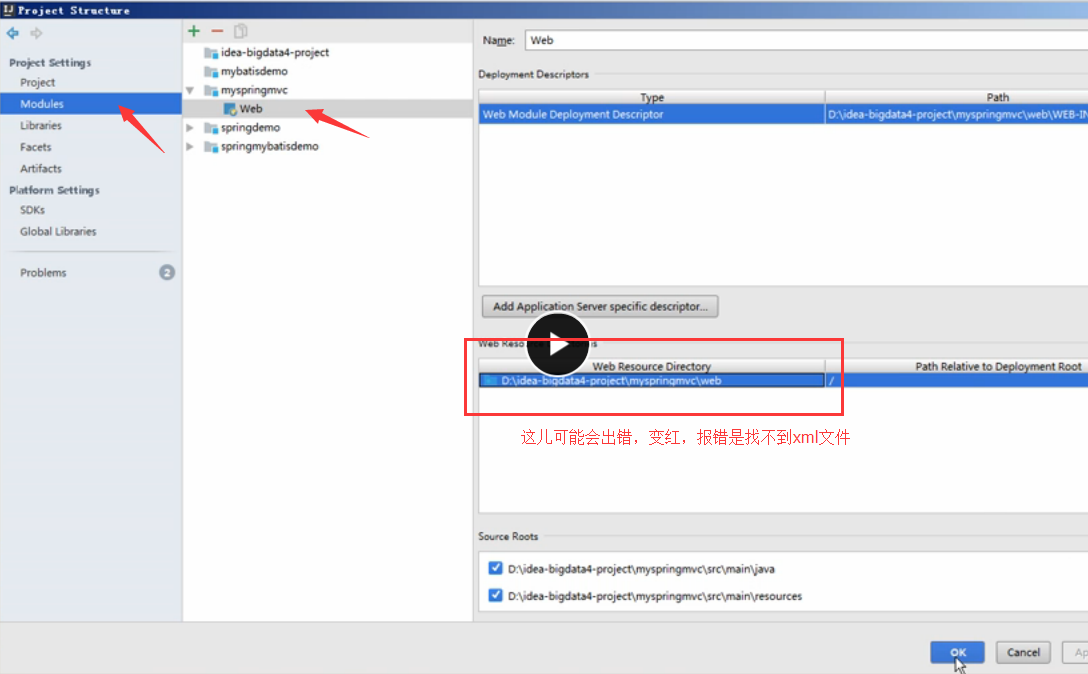 Project Structure
Project Settings
Project
Modules
Libraries
Facets
Artifacts
Platform Settings
SDKs
Global Libraries
Problems
2
idea-bigdata4-project
mybatisdemo
myspringmvc
Web
springdemo
springmybatisdemo
Name:
Web
Deployment Descriptors
Type
Path
Web Module Deployment Descriptor
D:\idea-bigdata4-project\myspringmvc\web\WEB-IN
Add Application Server specific descriptor...
Web Reso
Web Resource Directory
Path Relative to Deployment Root
D:\idea-bigdata4-project\myspringmvc\web
/
这儿可能会出错，变红，报错是找不到xml文件
Source Roots
D:\idea-bigdata4-project\myspringmvc\src\main\java
D:\idea-bigdata4-project\myspringmvc\src\main\resources
OK
Cancel
Ap